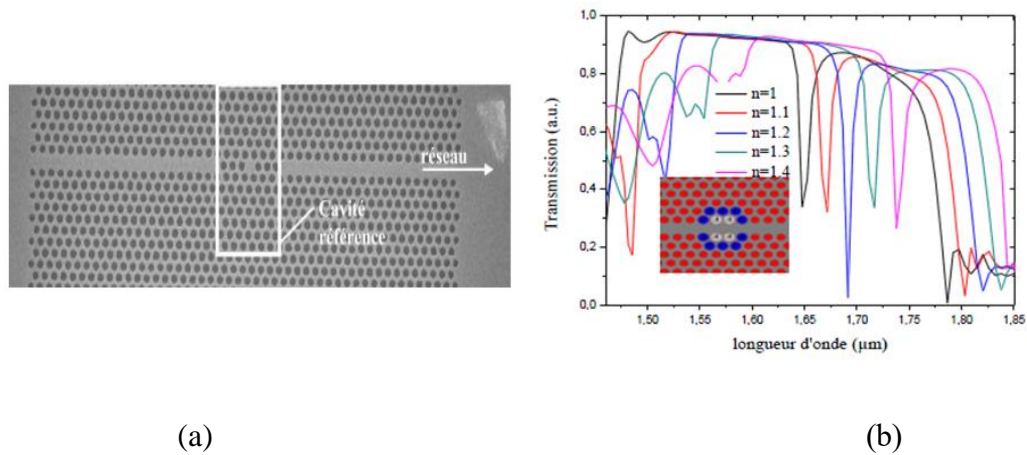 réseau
Cavité
référence
(a)
(b)
Transmission (a.u.)
1,0
0,8
0,6
0,4
0,2
0,0
n=1
n=1.1
n=1.2
n=1.3
n=1.4
1,50 1,55 1,60 1,65 1,70 1,75 1,80 1,85
longueur d'onde (µm)
(a)
(b)